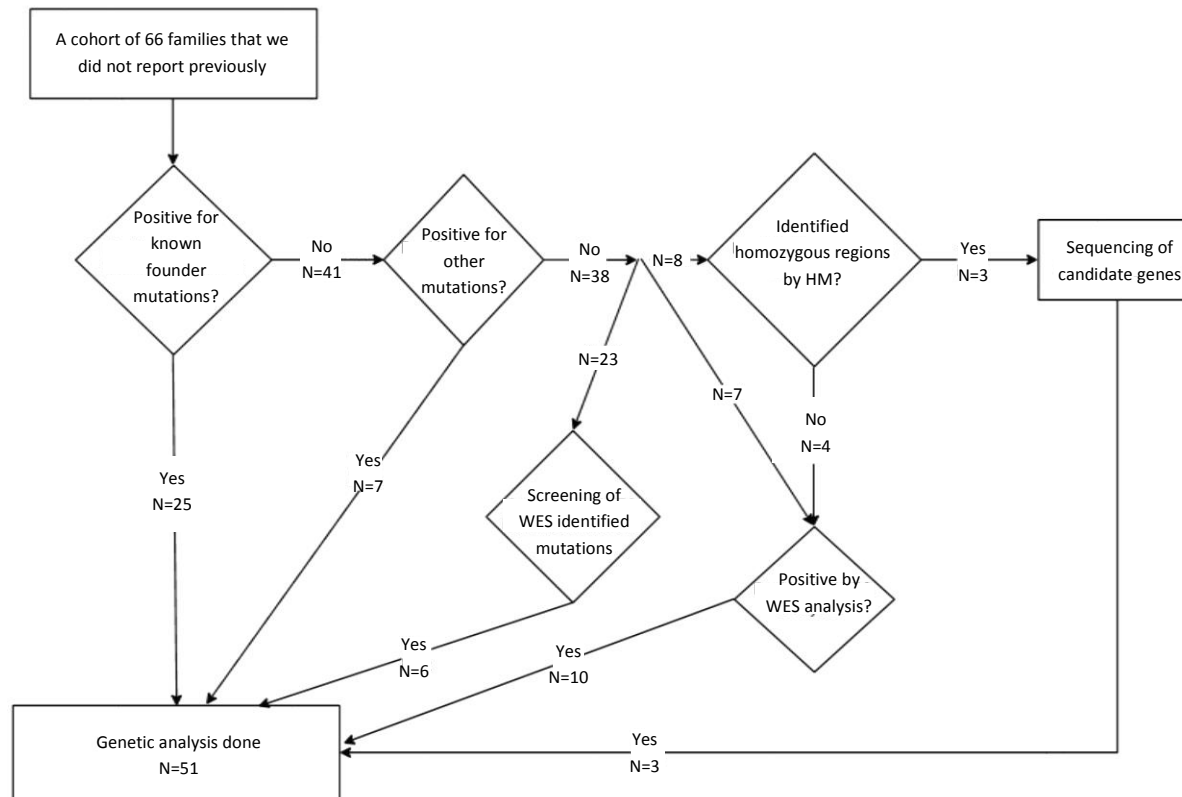 A cohort of 66 families that we
did not report previously
Positive for
known
founder
mutations?
No
N=41
Positive for
other
mutations?
No
N=38
N=8
Identified
homozygous regions
by HM?
Yes
N=3
Sequencing of
candidate genes
N=23
N=7
No
N=4
Yes
N=25
Yes
N=7
Screening of
WES identified
mutations
Positive by
WES analysis?
Yes
N=6
Yes
N=10
Genetic analysis done
N=51
Yes
N=3